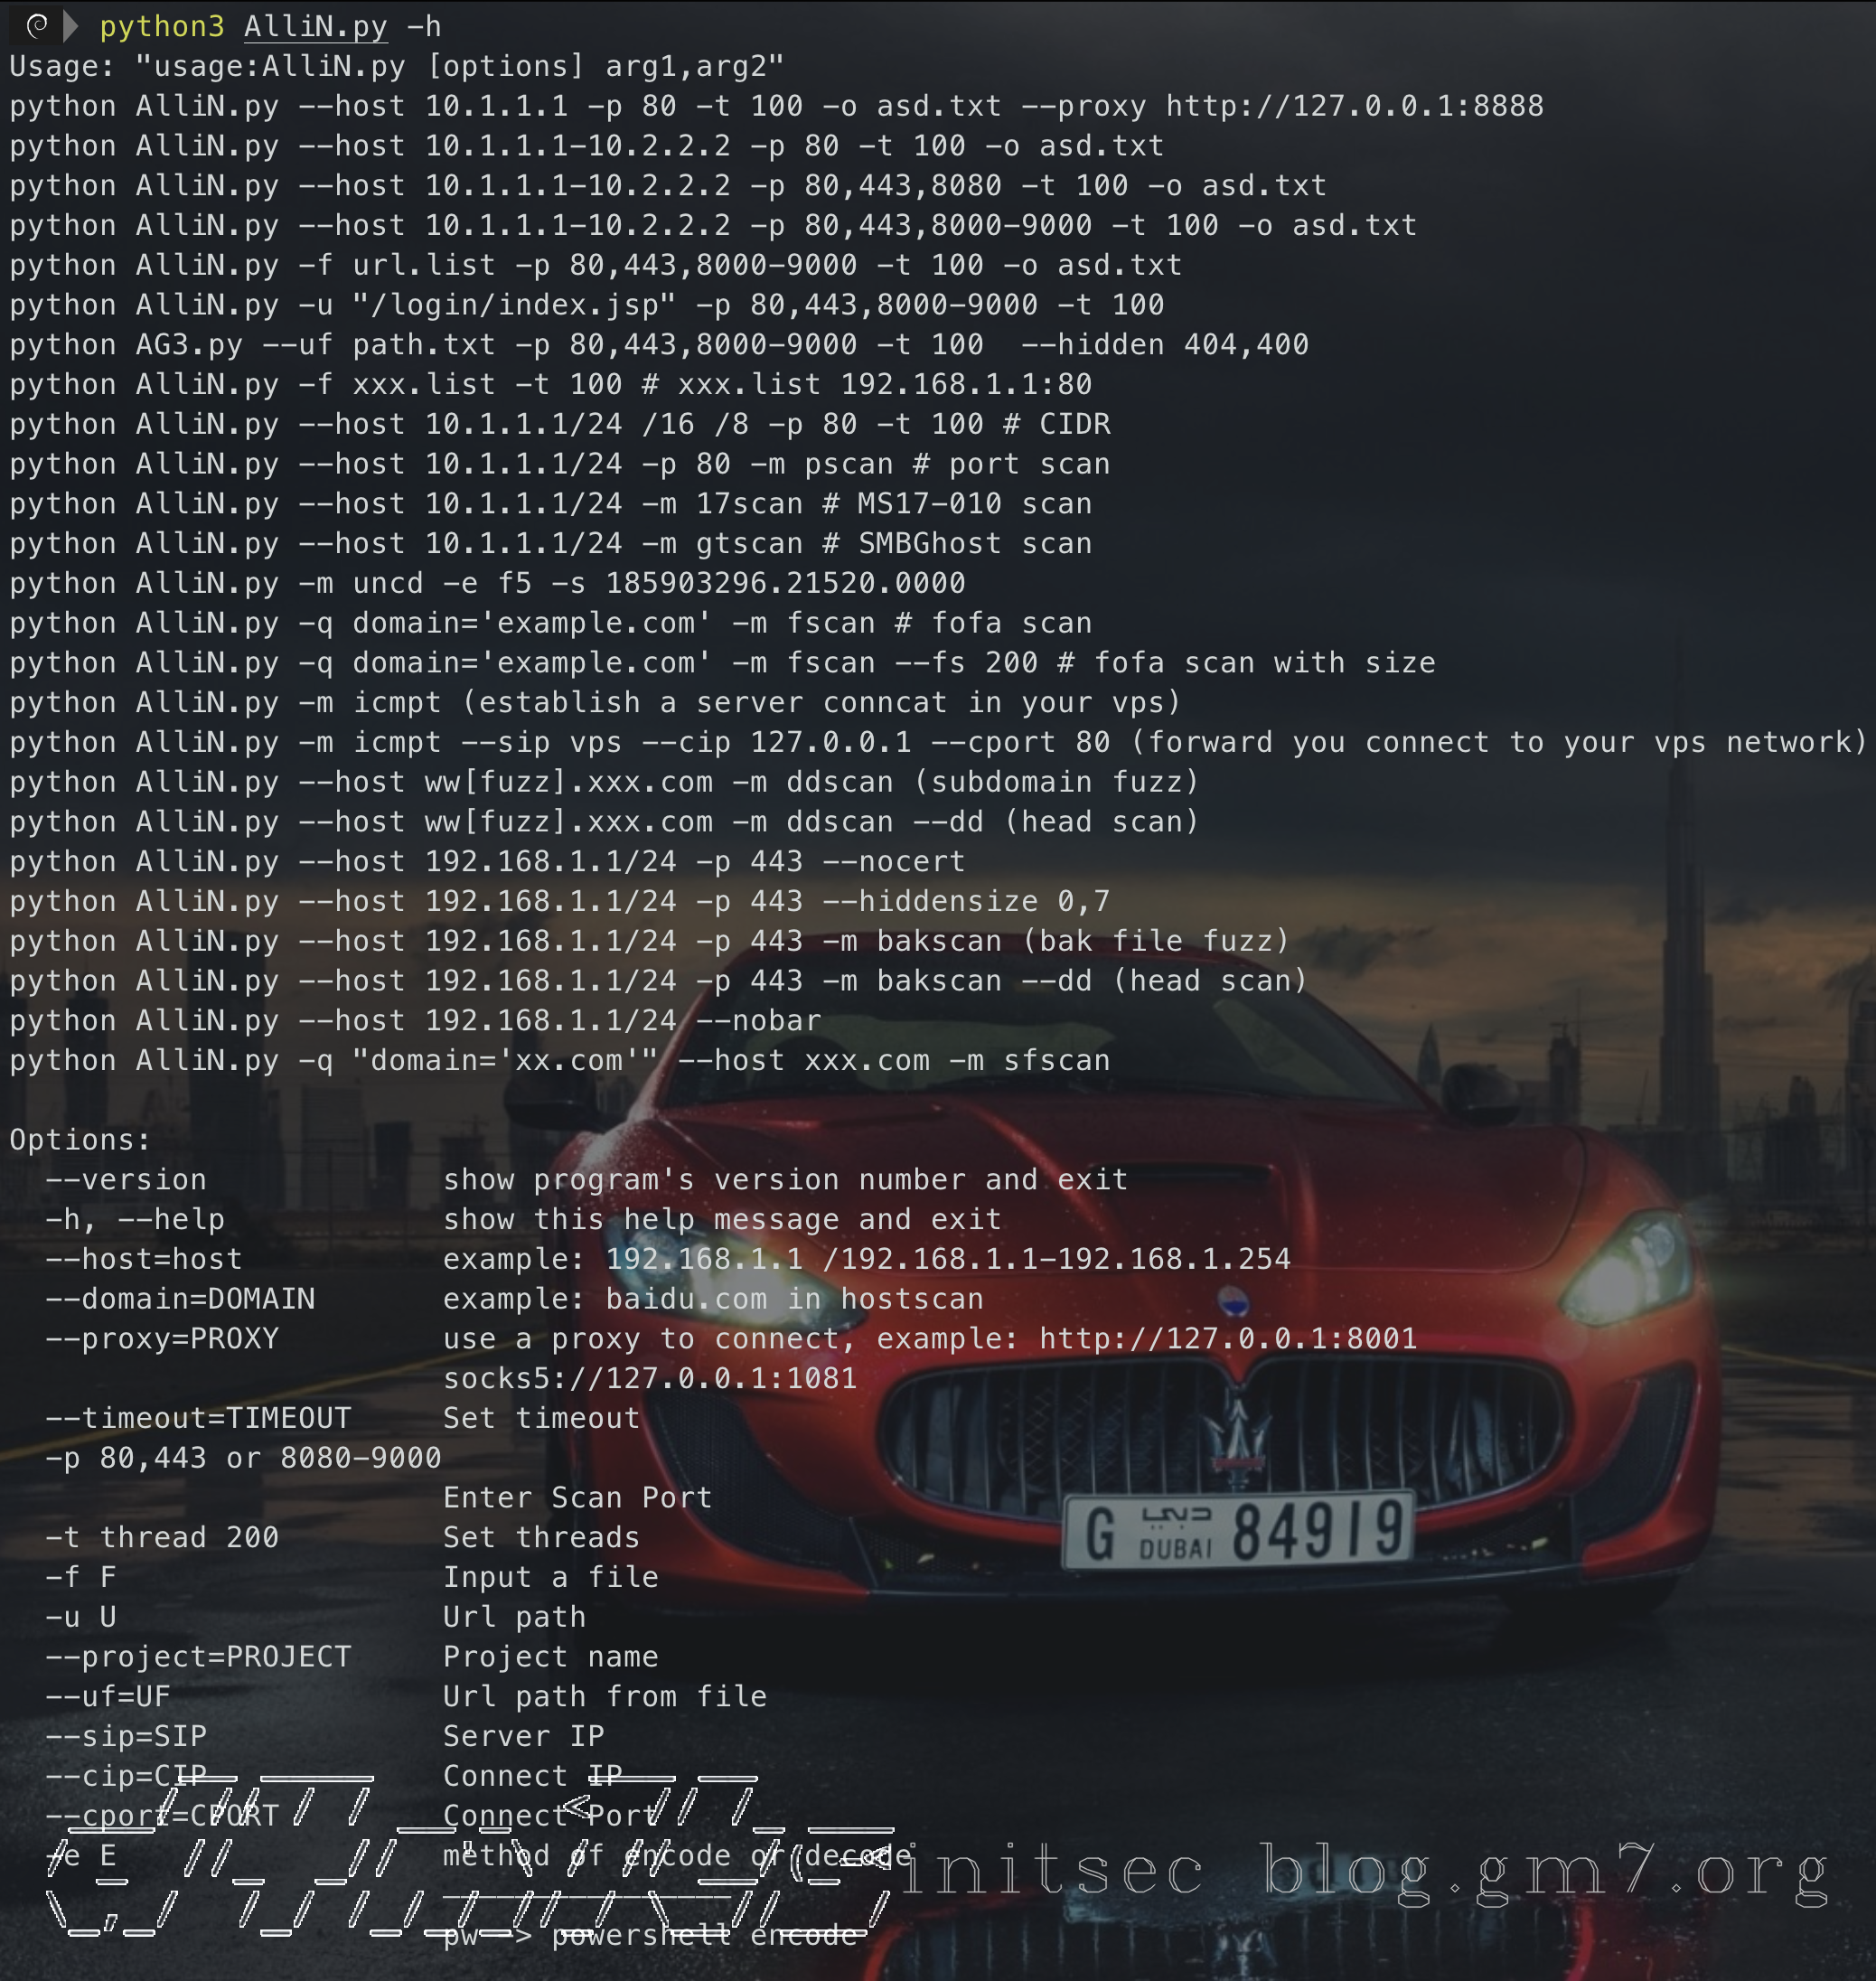 python3 AlliN.py -h
Usage: "usage:AlliN.py [options] arg1,arg2"
python AlliN.py --host 10.1.1.1 -p 80 -t 100 -o asd.txt --proxy http://127.0.0.1:8888
python AlliN.py --host 10.1.1.1-10.2.2.2 -p 80 -t 100 -o asd.txt
python AlliN.py --host 10.1.1.1-10.2.2.2 -p 80,443,8080 -t 100 -o asd.txt
python AlliN.py --host 10.1.1.1-10.2.2.2 -p 80,443,8000-9000 -t 100 -o asd.txt
python AlliN.py -f url.list -p 80,443,8000-9000 -t 100 -o asd.txt
python AlliN.py -u "/login/index.jsp" -p 80,443,8000-9000 -t 100
python AG3.py --uf path.txt -p 80,443,8000-9000 -t 100  --hidden 404,400
python AlliN.py -f xxx.list -t 100 # xxx.list 192.168.1.1:80
python AlliN.py --host 10.1.1.1/24 /16 /8 -p 80 -t 100 # CIDR
python AlliN.py --host 10.1.1.1/24 -p 80 -m pscan # port scan
python AlliN.py --host 10.1.1.1/24 -m 17scan # MS17-010 scan
python AlliN.py --host 10.1.1.1/24 -m gtscan # SMBGhost scan
python AlliN.py -m uncd -e f5 -s 185903296.21520.0000
python AlliN.py -q domain='example.com' -m fscan # fofa scan
python AlliN.py -q domain='example.com' -m fscan --fs 200 # fofa scan with size
python AlliN.py -m icmpt (establish a server conncat in your vps)
python AlliN.py -m icmpt --sip vps --cip 127.0.0.1 --cport 80 (forward you connect to your vps network)
python AlliN.py --host ww[fuzz].xxx.com -m ddscan (subdomain fuzz)
python AlliN.py --host ww[fuzz].xxx.com -m ddscan --dd (head scan)
python AlliN.py --host 192.168.1.1/24 -p 443 --nocert
python AlliN.py --host 192.168.1.1/24 -p 443 --hiddensize 0,7
python AlliN.py --host 192.168.1.1/24 -p 443 -m bakscan (bak file fuzz)
python AlliN.py --host 192.168.1.1/24 -p 443 -m bakscan --dd (head scan)
python AlliN.py --host 192.168.1.1/24 --nobar
python AlliN.py -q "domain='xx.com'" --host xxx.com -m sfscan
Options:
--version show program's version number and exit
-h, --help show this help message and exit
--host=host example: 192.168.1.1 /192.168.1.1-192.168.1.254
--domain=DOMAIN example: baidu.com in hostscan
--proxy=PROXY use a proxy to connect, example: http://127.0.0.1:8001
socks5://127.0.0.1:1081
--timeout=TIMEOUT Set timeout
-p 80,443 or 8080-9000
Enter Scan Port
-t thread 200 Set threads
-f F Input a file
-u U Url path
--project=PROJECT Project name
--uf=UF Url path from file
--sip=SIP Server IP
--cip=CIP Connect IP
--cport=CPORT Connect Port
-e E method of encode or decode
pw -> powershell encode
initsec blog.gm7.org
G دبي DUBAI 84919